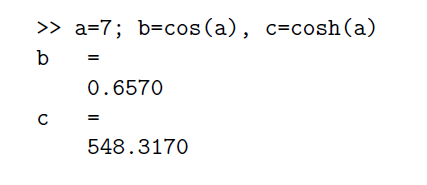 >> a=7; b=cos(a), c=cosh(a)
b =
0.6570
c =
548.3170